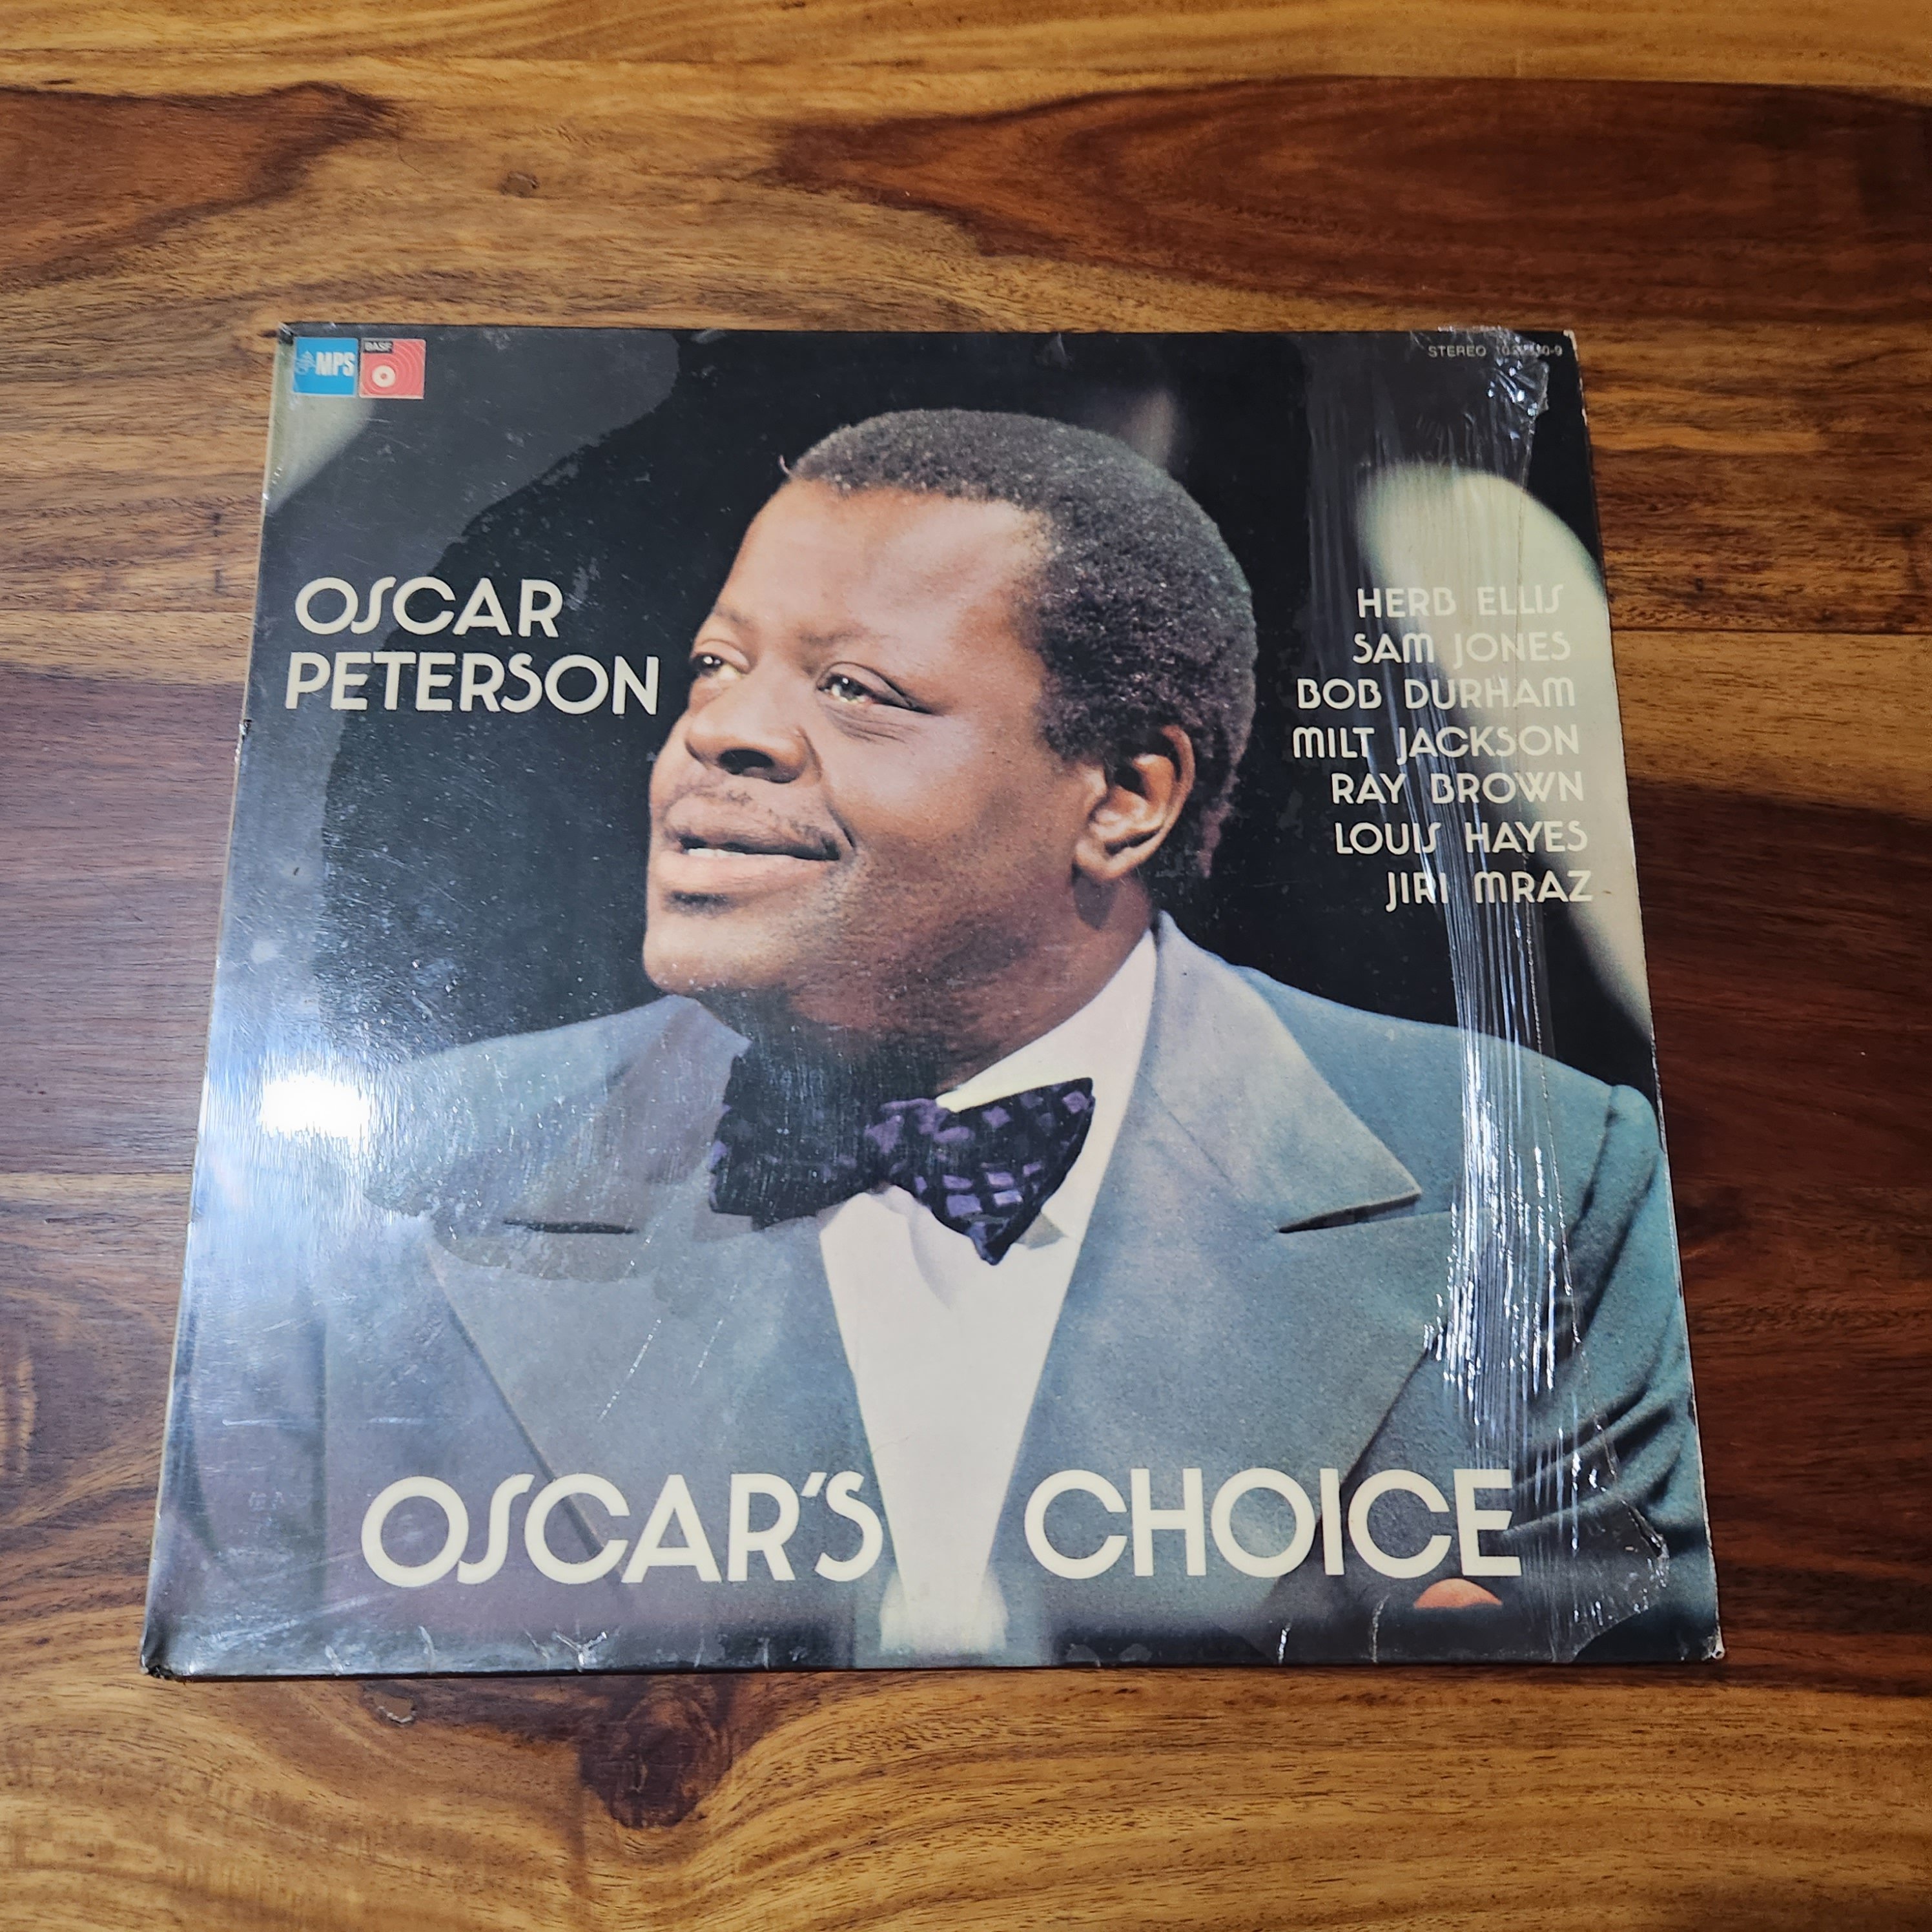 MPS
BASF
STEREO
OSCAR
PETERSON
HERB ELLIS
SAM JONES
BOB DURHAM
MILT JACKSON
RAY BROWN
LOUIS HAYES
JIRI MRAZ
OSCAR'S CHOICE